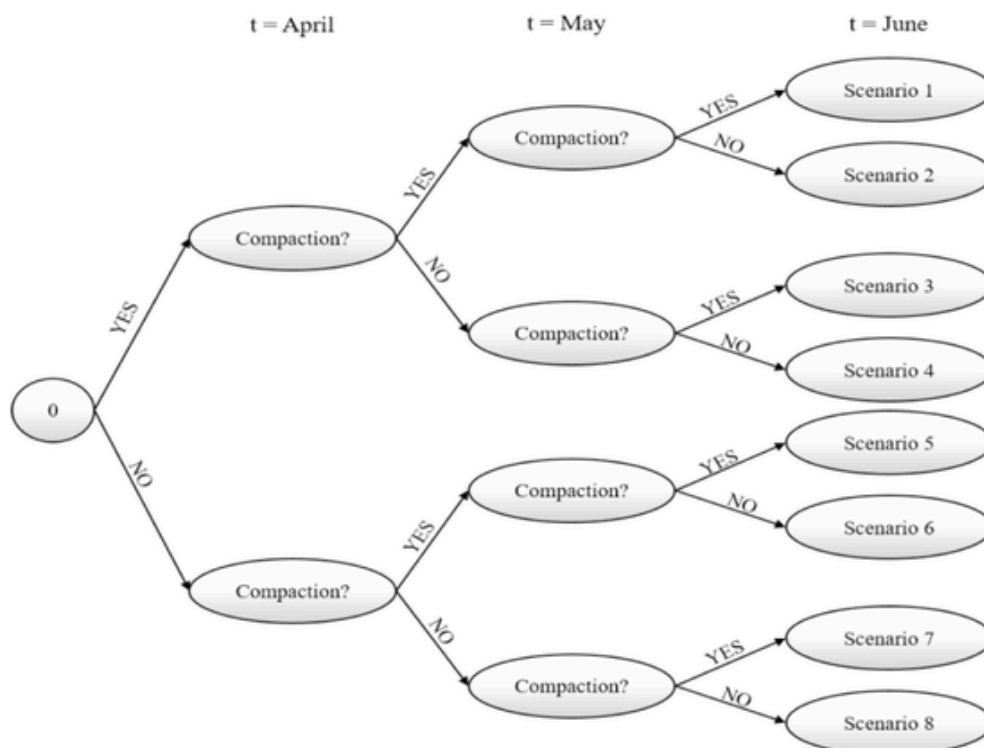 t = April t = May t = June
Scenario 1
YES
Compaction?
NO
YES
Scenario 2
Compaction?
NO
Scenario 3
YES
YES
Compaction?
NO
Scenario 4
0
Scenario 5
NO
YES
Compaction?
YES
NO
Scenario 6
Compaction?
NO
Scenario 7
YES
Compaction?
NO
Scenario 8